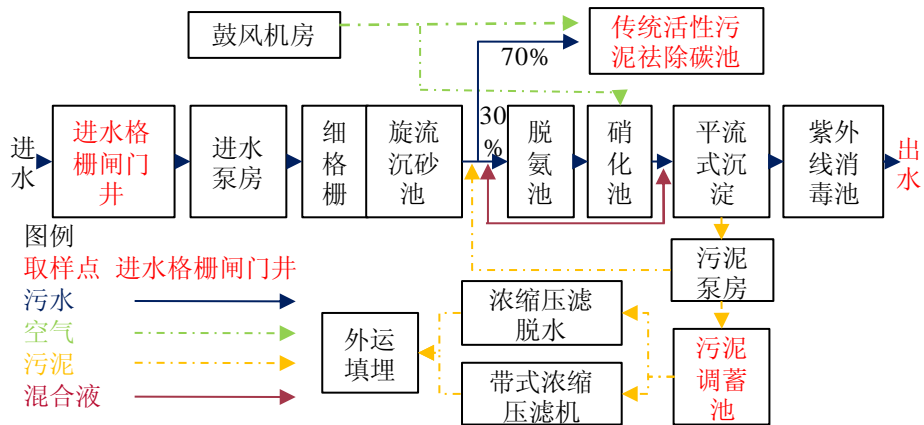 鼓风机房
传统活性污
泥祛除碳池
70%
30
%
进
水
进水格
栅闸门
井
进水
泵房
细
格
栅
旋流
沉砂
池
脱
氨
池
硝
化
池
平流
式沉
淀
紫外
线消
毒池
出
水
图例
取样点 进水格栅闸门井
污水
空气
污泥
混合液
外运
填埋
浓缩压滤
脱水
带式浓缩
压滤机
污泥
泵房
污泥
调蓄
池